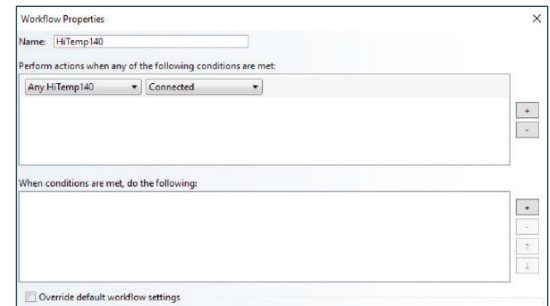 Workflow Properties
Name: HiTemp140
Perform actions when any of the following conditions are met:
Any HiTemp140 Connected
+
-
When conditions are met, do the following:
+
-
↑
↓
Override default workflow settings